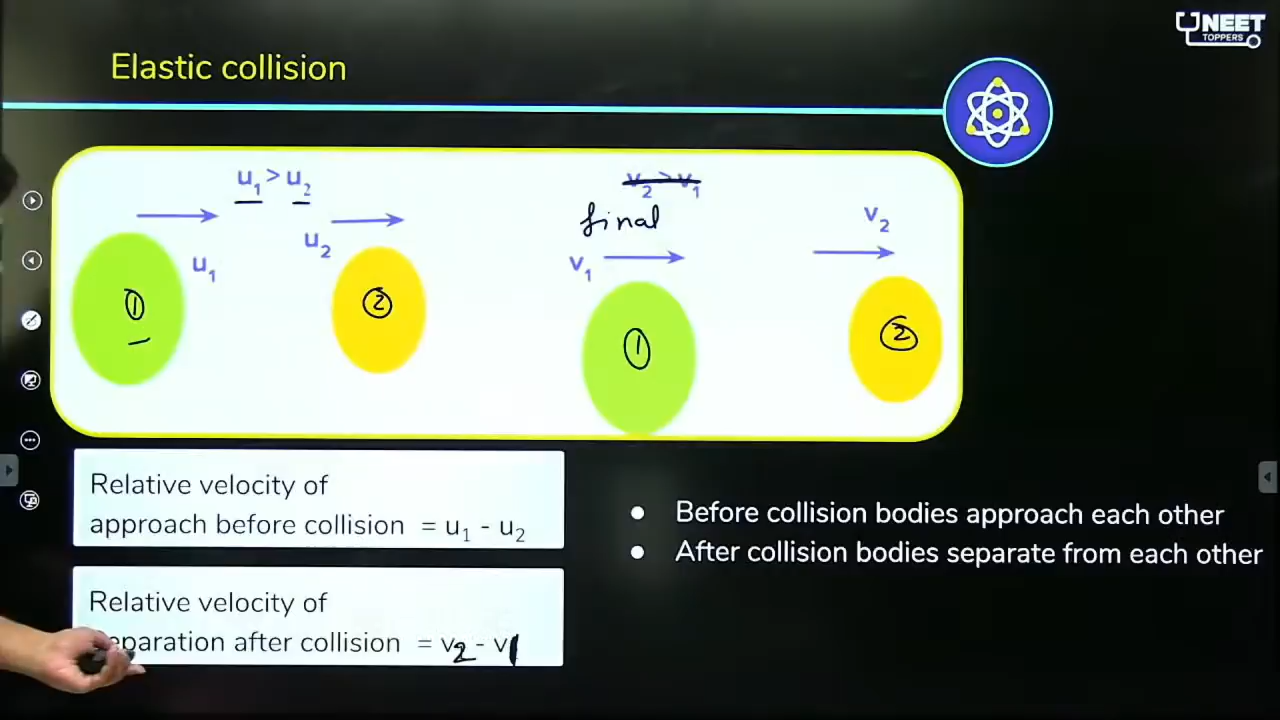 NEET
TOPPERS
Elastic collision
u₁ > u₂
v₂ > v₁
final
u₁
u₂
v₁
v₂
①
②
①
②
Relative velocity of
approach before collision = u₁ - u₂
Relative velocity of
separation after collision = v₂ - v₁
● Before collision bodies approach each other
● After collision bodies separate from each other